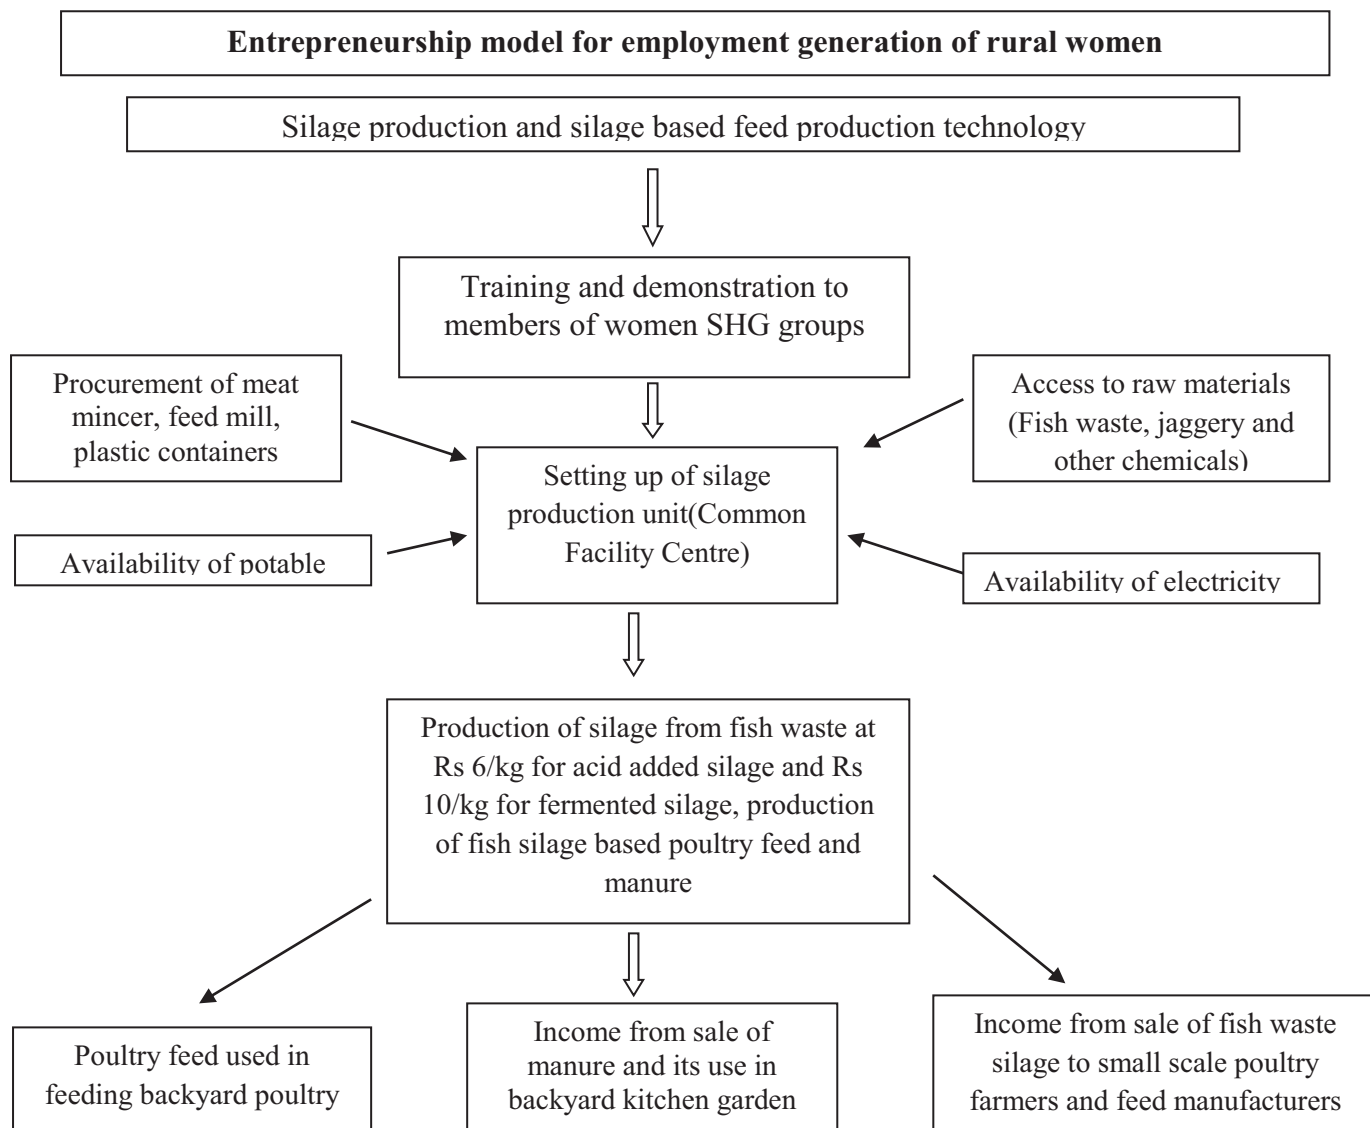 Entrepreneurship model for employment generation of rural women
Silage production and silage based feed production technology
Training and demonstration to
members of women SHG groups
Procurement of meat
mincer, feed mill,
plastic containers
Access to raw materials
(Fish waste, jaggery and
other chemicals)
Setting up of silage
production unit(Common
Facility Centre)
Availability of potable
Availability of electricity
Production of silage from fish waste at
Rs 6/kg for acid added silage and Rs
10/kg for fermented silage, production
of fish silage based poultry feed and
manure
Poultry feed used in
feeding backyard poultry
Income from sale of
manure and its use in
backyard kitchen garden
Income from sale of fish waste
silage to small scale poultry
farmers and feed manufacturers